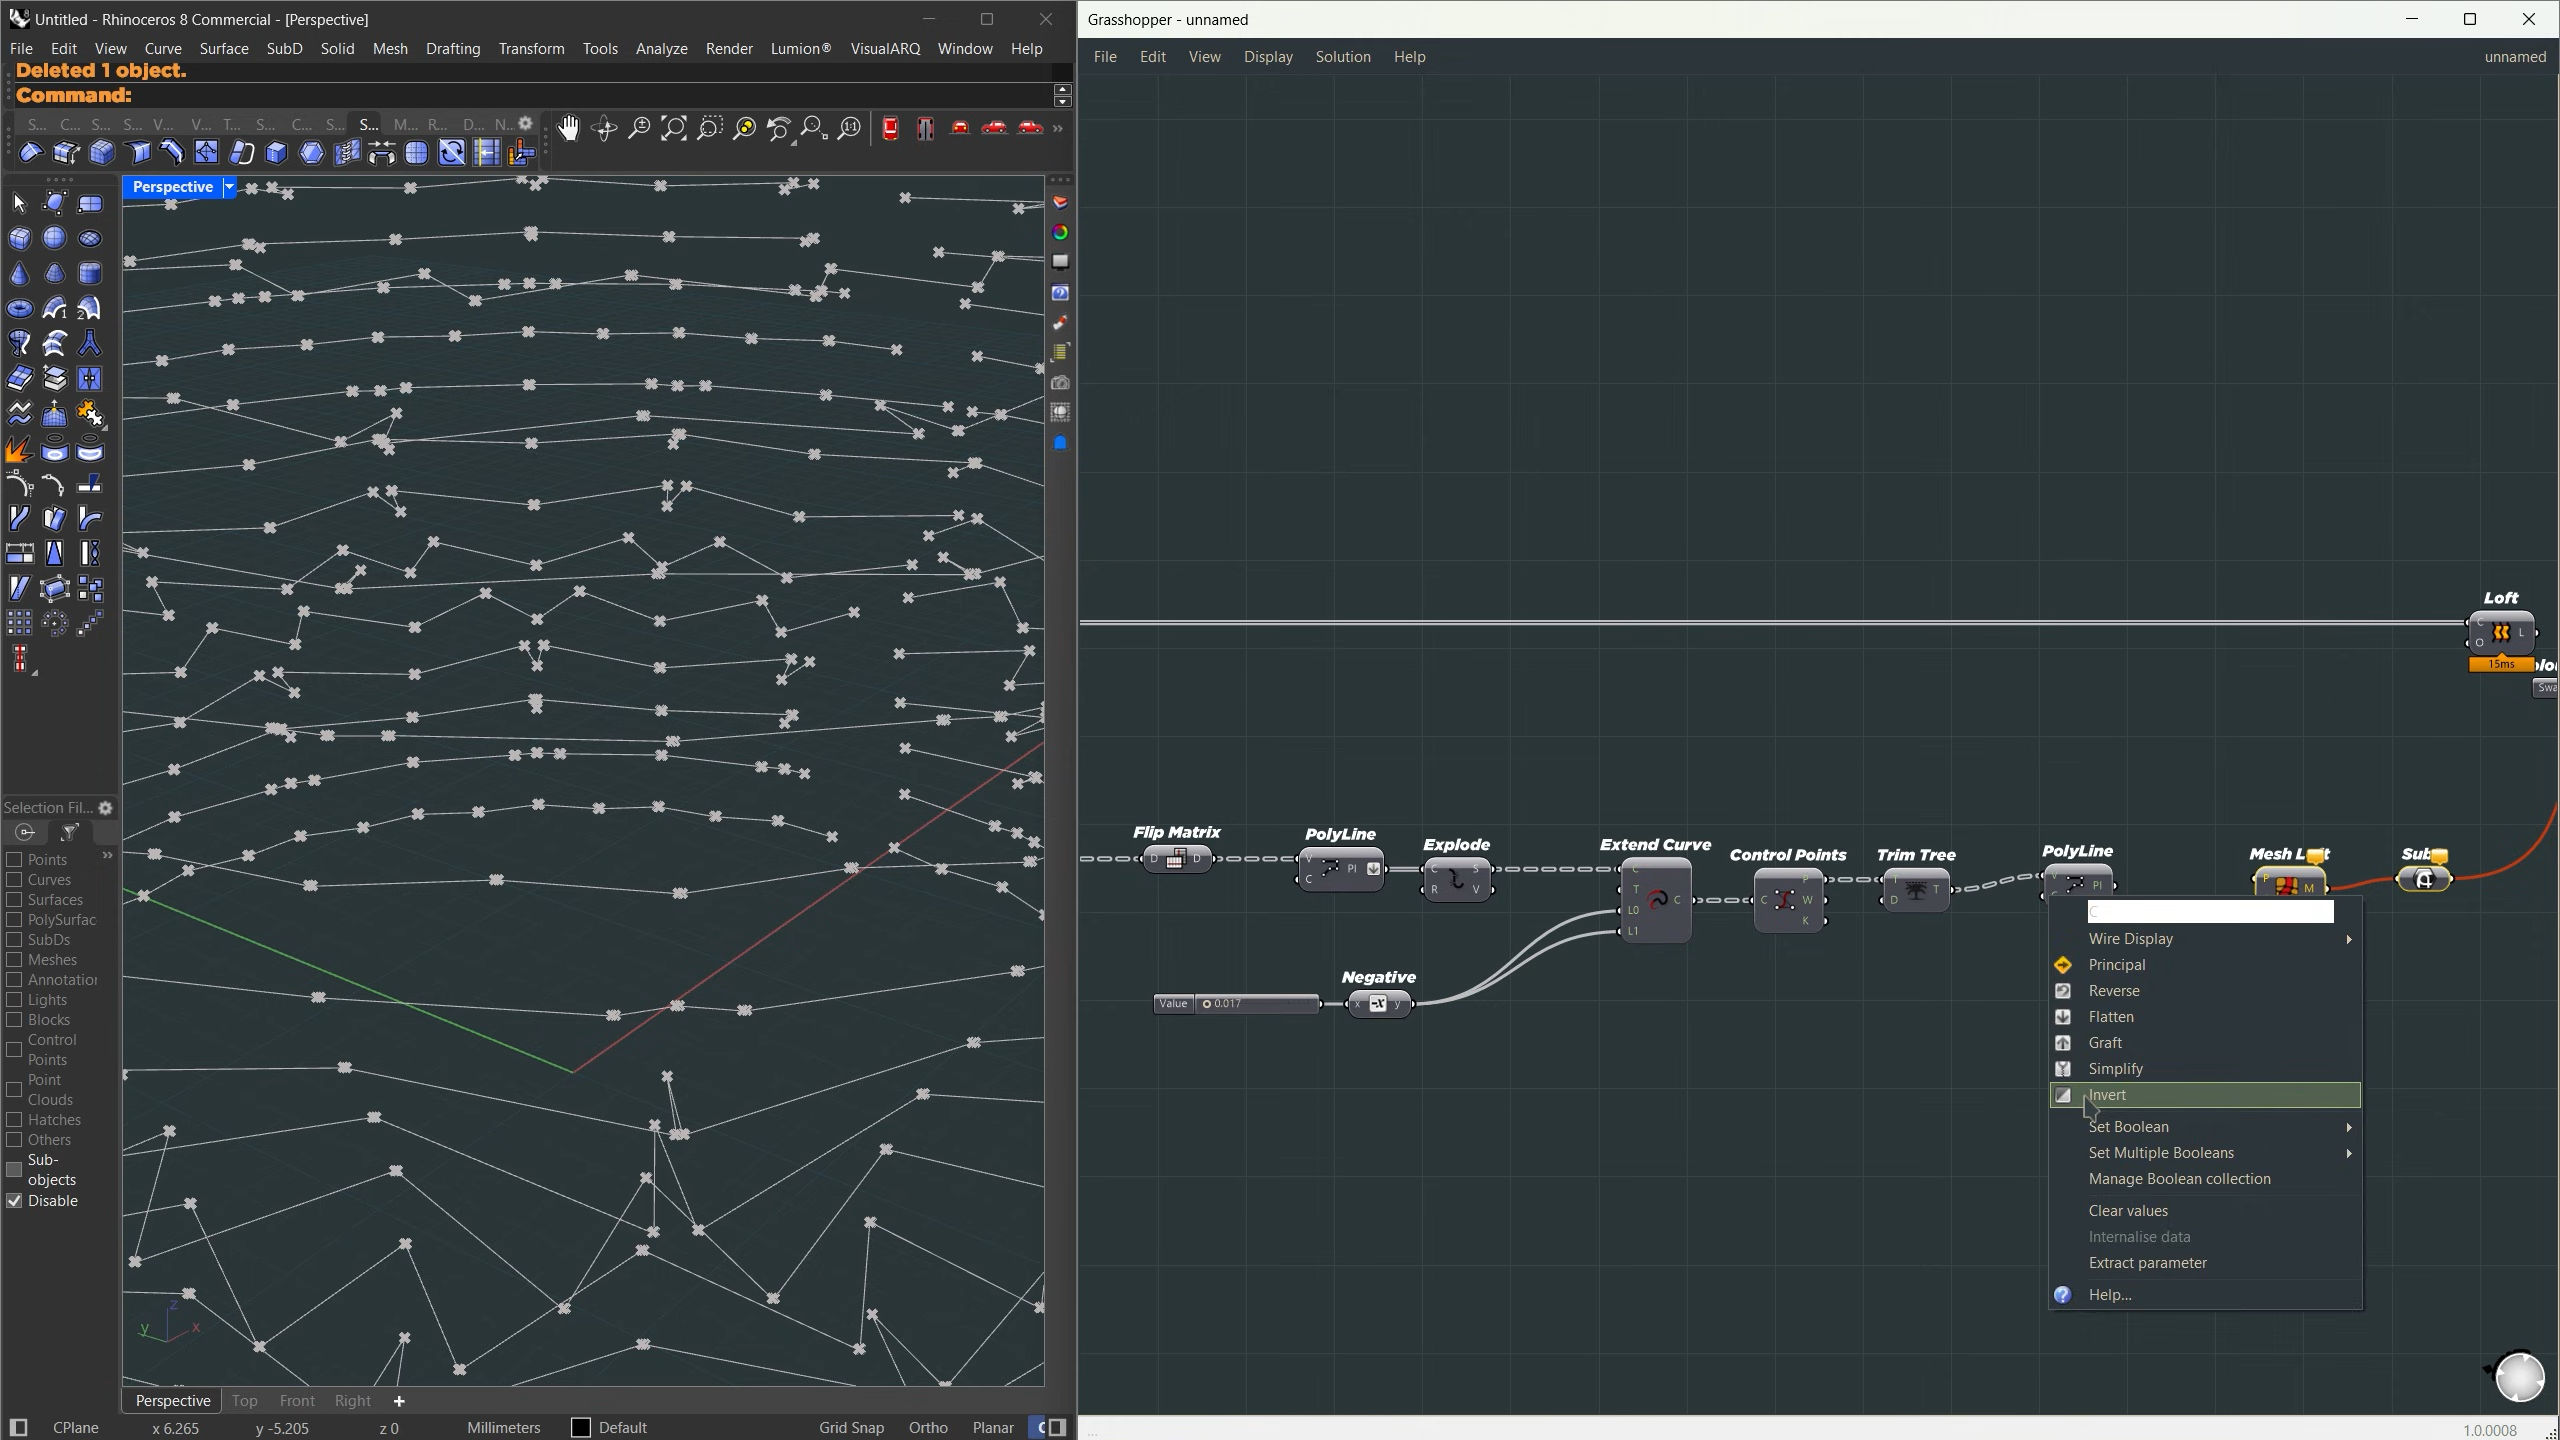 Untitled - Rhinoceros 8 Commercial - [Perspective]
File Edit View Curve Surface SubD Solid Mesh Drafting Transform Tools Analyze Render Lumion® VisualARQ Window Help
Deleted 1 object.
Command:
S... C... S... S... V... V... T... S... C... S... S... M... R... D... N...
Perspective
Selection Fil...
Points
Curves
Surfaces
PolySurfac
SubDs
Meshes
Annotation
Lights
Blocks
Control
Points
Point
Clouds
Hatches
Others
Sub-
objects
Disable
z
y x
Perspective Top Front Right
CPlane x 6.265 y -5.205 z 0 Millimeters Default Grid Snap Ortho Planar
Grasshopper - unnamed
File Edit View Display Solution Help unnamed
Loft
C
O L
15ms
Swa
Flip Matrix
D D
PolyLine
V
C Pl
Explode
C S
R V
Extend Curve
C
T
L0
L1
C
Control Points
C P
W
K
Trim Tree
T
D T
PolyLine
V
Pl
P M
Negative
Value 0.017
x -x y
C
Wire Display
Principal
Reverse
Flatten
Graft
Simplify
Invert
Set Boolean
Set Multiple Booleans
Manage Boolean collection
Clear values
Internalise data
Extract parameter
Help...
... 1.0.0008